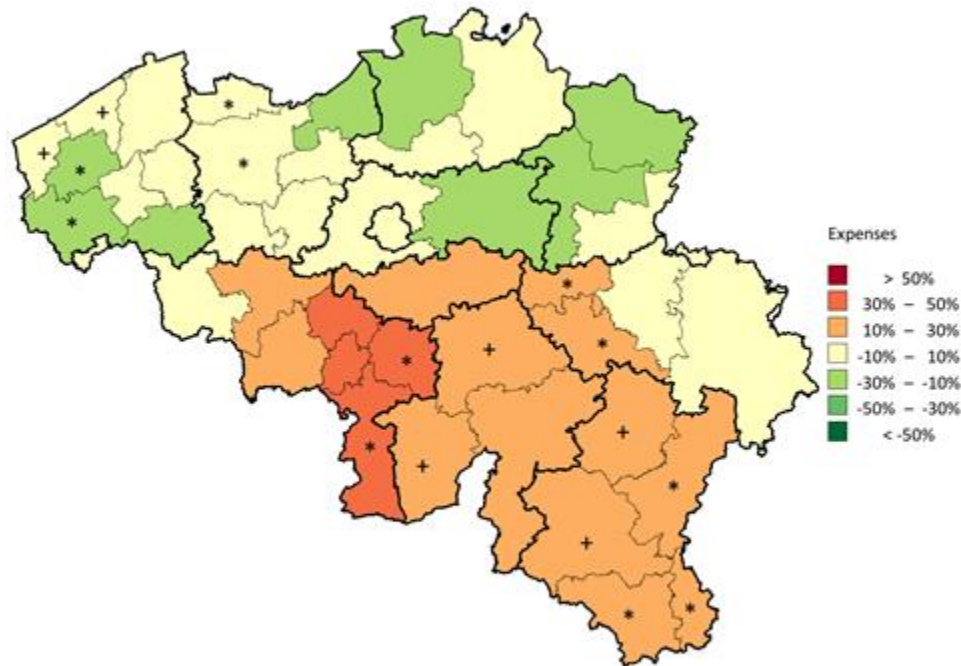 Expenses
> 50%
30% – 50%
10% – 30%
-10% – 10%
-30% – -10%
-50% – -30%
< -50%